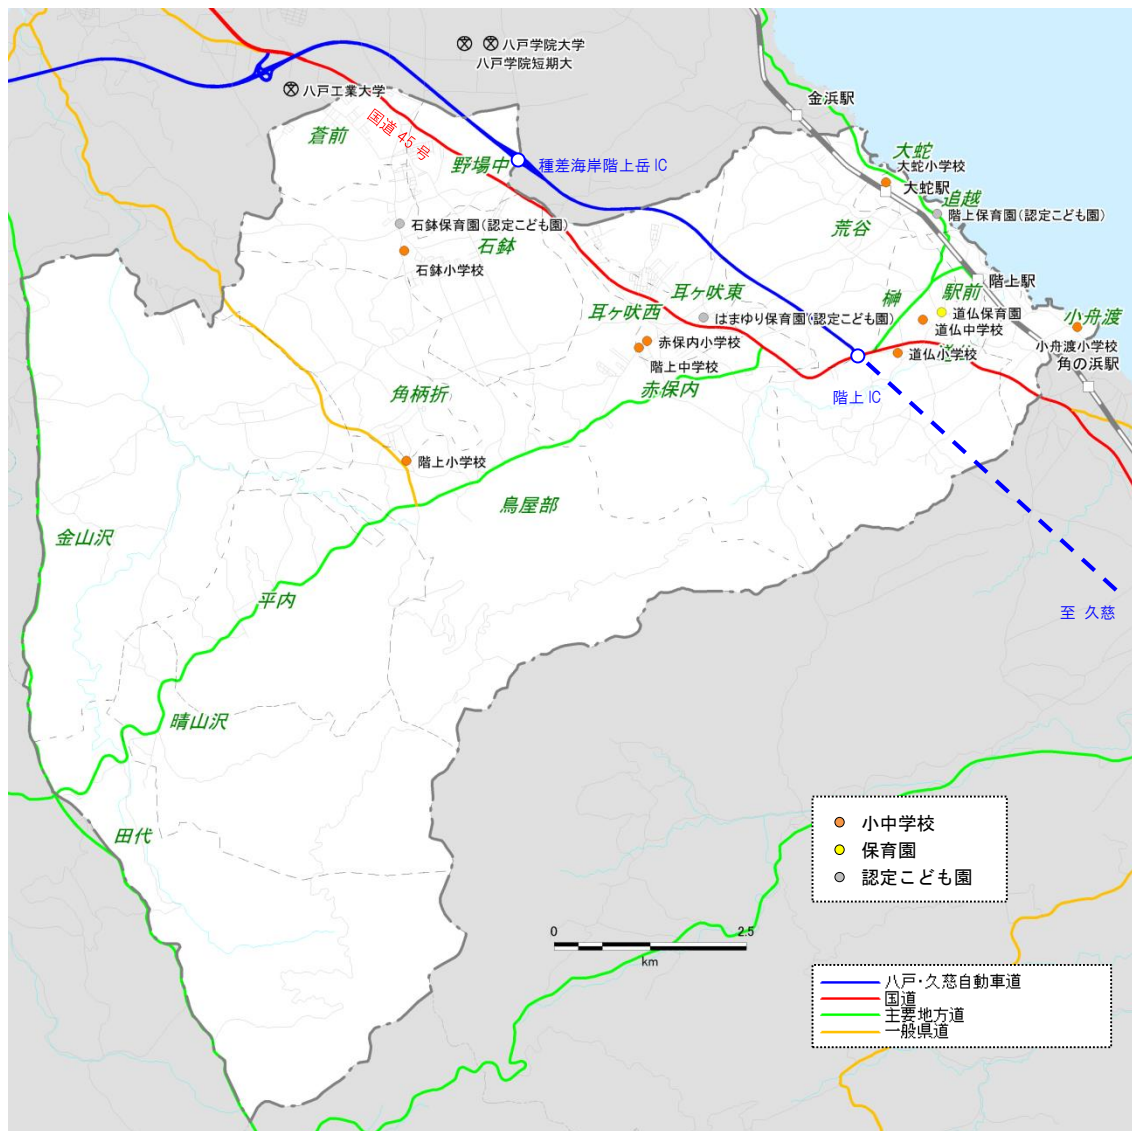 八戸学院大学
八戸学院短期大
八戸工業大学
金浜駅
国道45号
蒼前
野場中
種差海岸階上岳IC
大蛇
大蛇小学校
大蛇駅
追越
階上保育園(認定こども園)
石鉢保育園(認定こども園)
荒谷
石鉢
石鉢小学校
階上駅
耳ヶ吠東
榊
駅前
耳ヶ吠西
はまゆり保育園(認定こども園)
道仏保育園
道仏中学校
小舟渡
赤保内小学校
小舟渡小学校
道仏小学校
階上中学校
角の浜駅
赤保内
角柄折
階上IC
階上小学校
鳥屋部
金山沢
平内
至 久慈
晴山沢
田代
小中学校
保育園
認定こども園
0 2.5
km
八戸・久慈自動車道
国道
主要地方道
一般県道